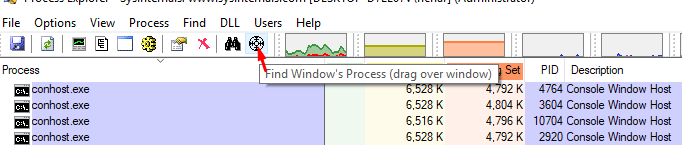 File Options View Process Find DLL Users Help
Process
Find Window's Process (drag over window)
Set PID Description
conhost.exe 6,528 K 4,792 K 4764 Console Window Host
conhost.exe 6,528 K 4,804 K 3604 Console Window Host
conhost.exe 6,516 K 4,796 K 10704 Console Window Host
conhost.exe 6,528 K 4,792 K 2920 Console Window Host